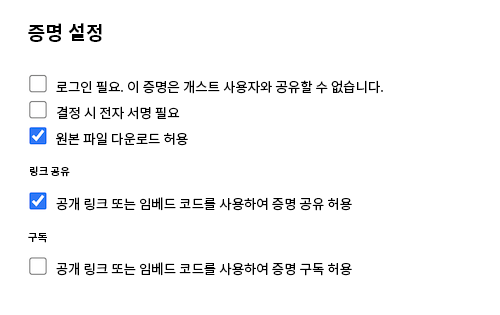 증명 설정
로그인 필요. 이 증명은 개스트 사용자와 공유할 수 없습니다.
결정 시 전자 서명 필요
원본 파일 다운로드 허용
링크 공유
공개 링크 또는 임베드 코드를 사용하여 증명 공유 허용
구독
공개 링크 또는 임베드 코드를 사용하여 증명 구독 허용